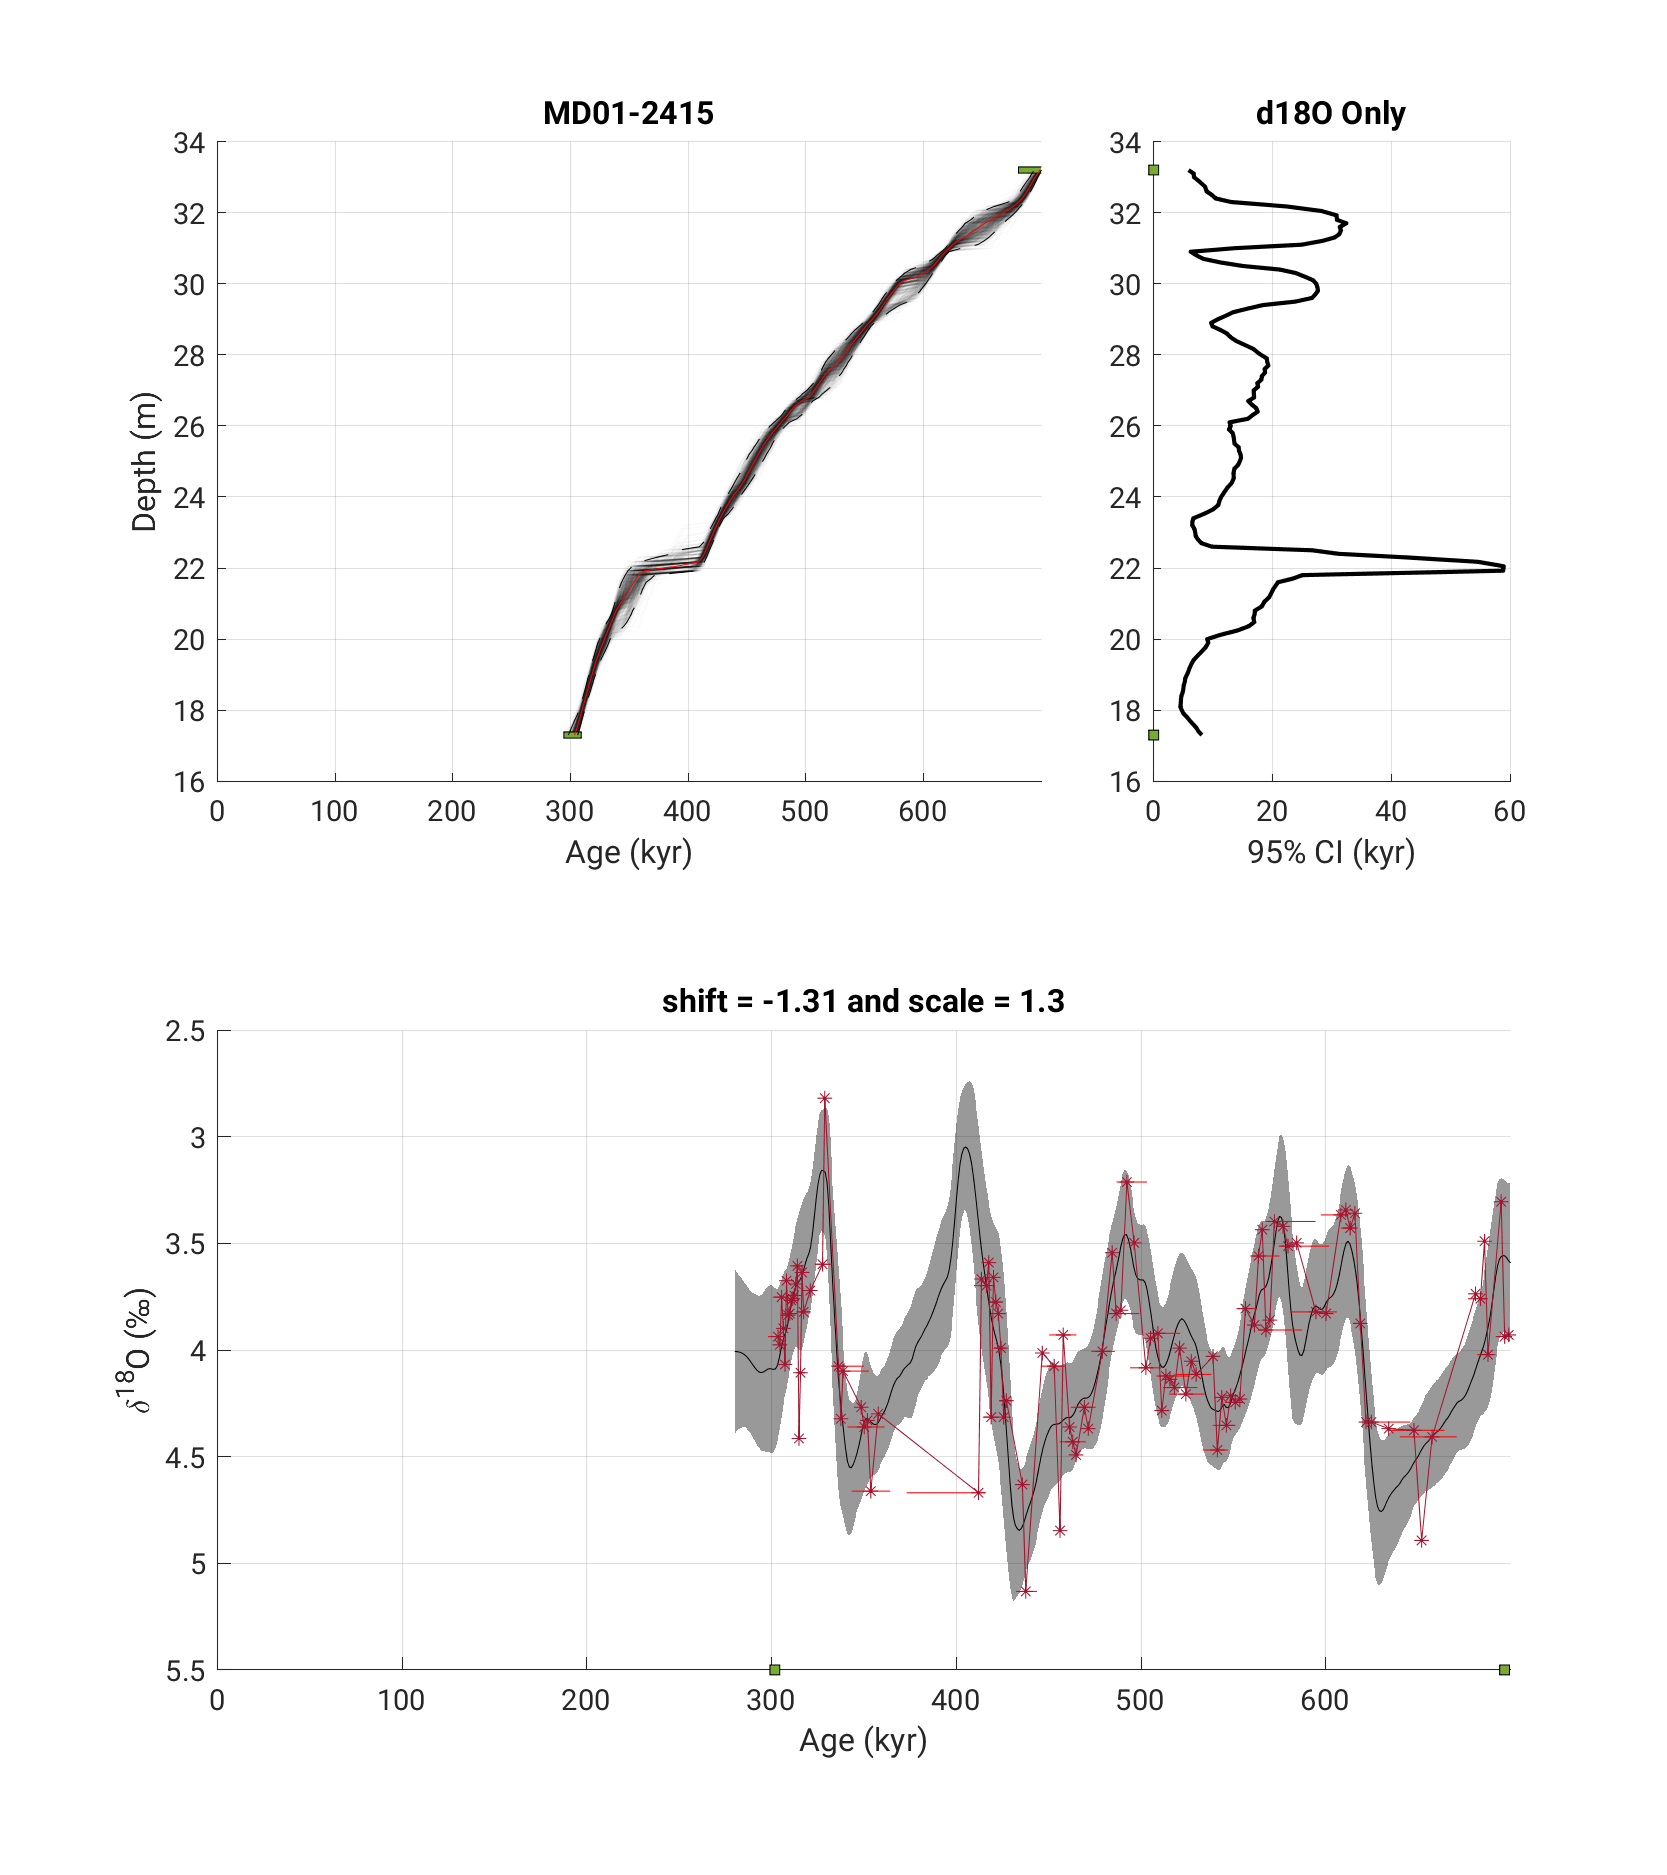 MD01-2415
34
32
30
28
26
24
22
20
18
16
0 100 200 300 400 500 600
Age (kyr)
Depth (m)
d18O Only
34
32
30
28
26
24
22
20
18
16
0 20 40 60
95% CI (kyr)
shift = -1.31 and scale = 1.3
2.5
3
3.5
4
4.5
5
5.5
0 100 200 300 400 500 600
Age (kyr)
δ¹⁸O (‰)